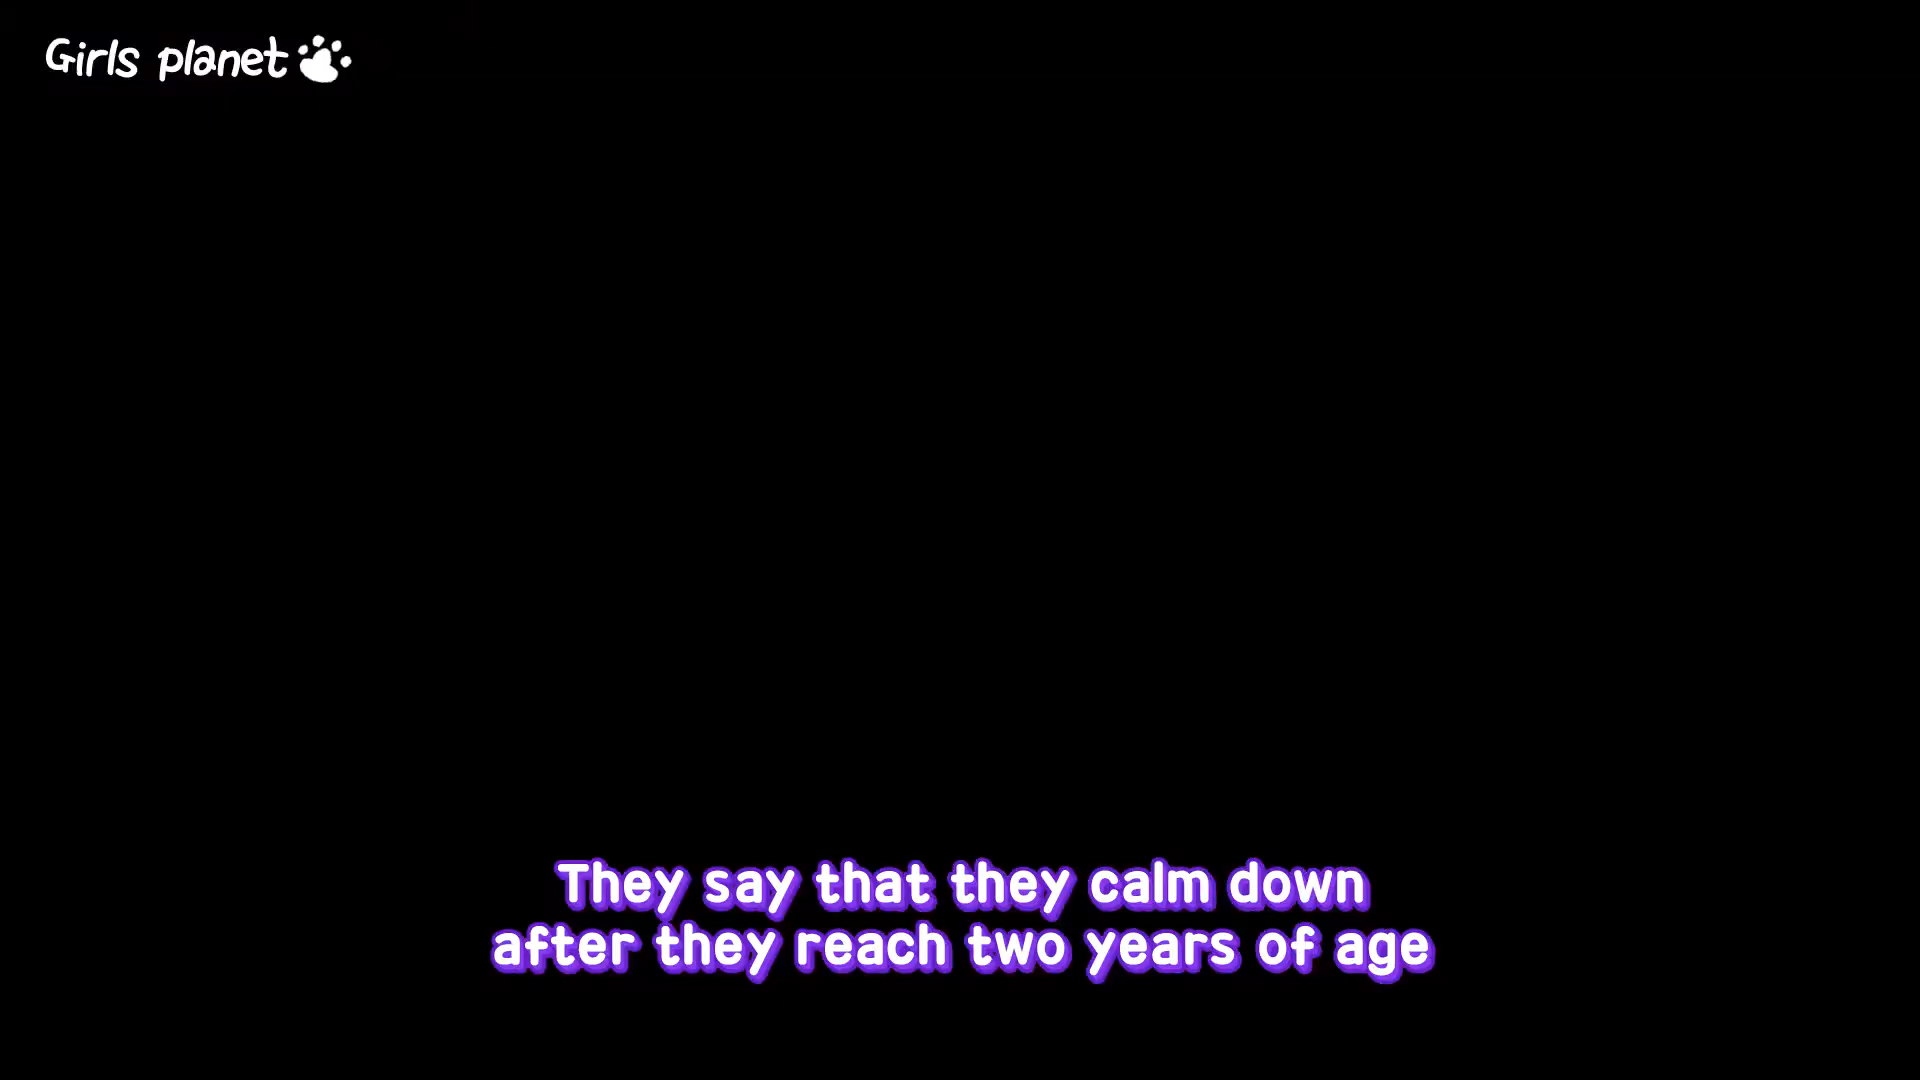 Girls planet
They say that they calm down
after they reach two years of age